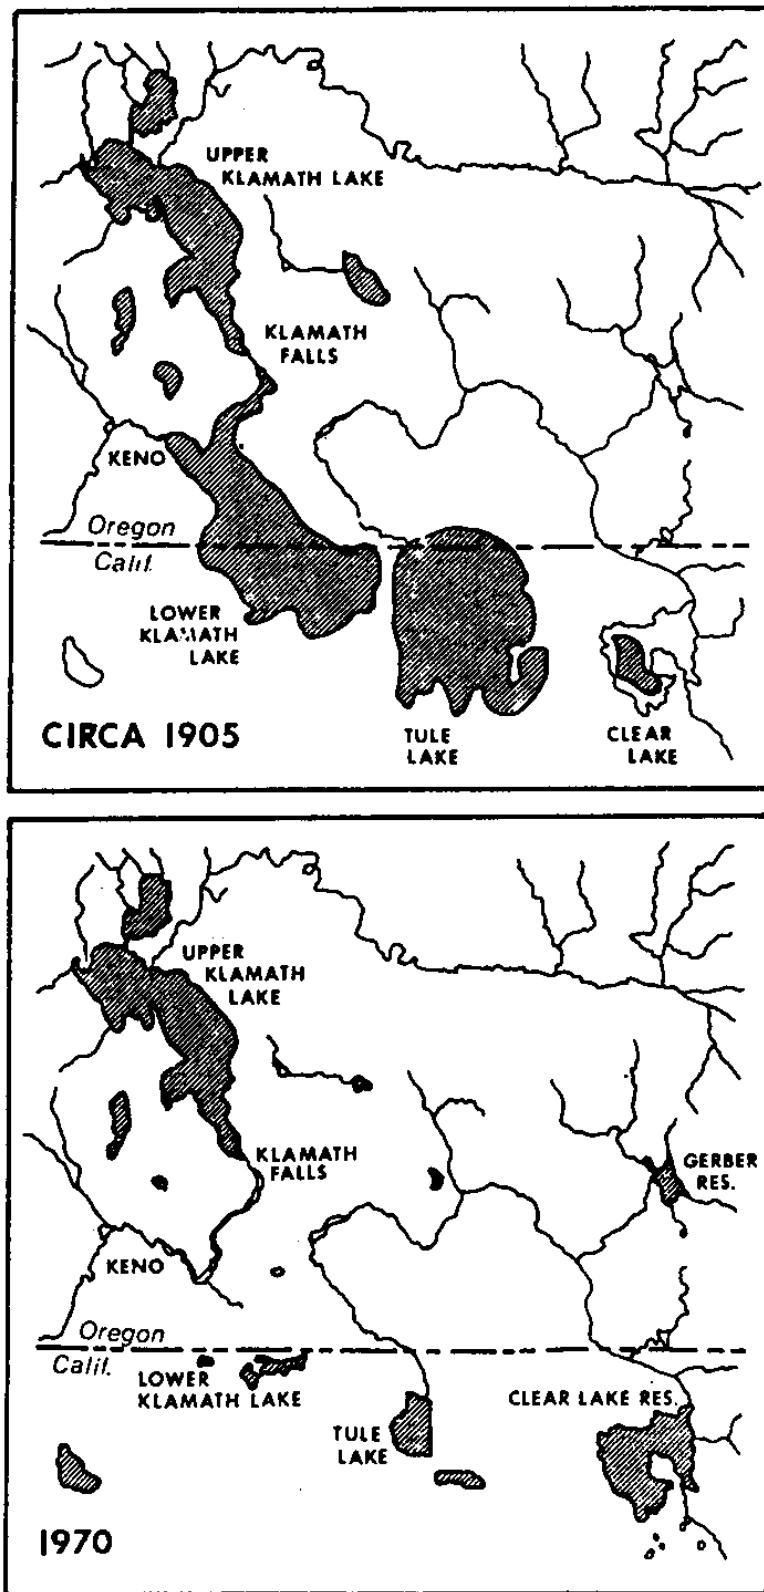 UPPER
KLAMATH LAKE
KLAMATH
FALLS
KENO
Oregon
Calif.
LOWER
KLAMATH
LAKE
CIRCA 1905
TULE
LAKE
CLEAR
LAKE
UPPER
KLAMATH
LAKE
KLAMATH
FALLS
GERBER
RES.
KENO
Oregon
Calif.
LOWER
KLAMATH LAKE
CLEAR LAKE RES.
TULE
LAKE
1970